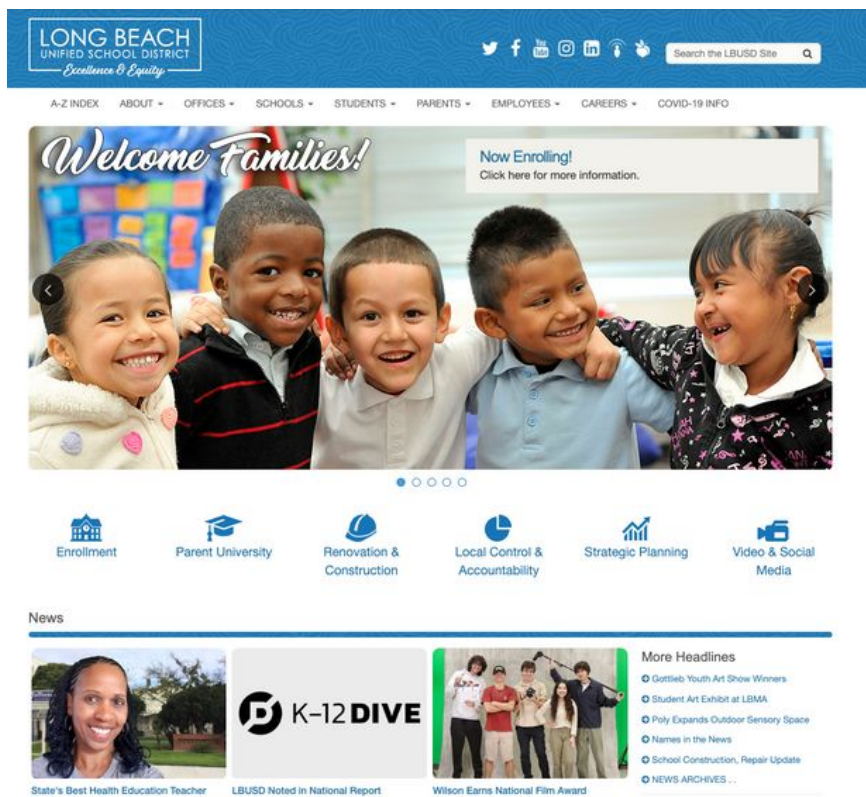 LONG BEACH
UNIFIED SCHOOL DISTRICT
Excellence & Equity
You
Tube
in
Search the LBUSD Site
A-Z INDEX ABOUT OFFICES SCHOOLS STUDENTS PARENTS EMPLOYEES CAREERS COVID-19 INFO
Welcome Families!
Now Enrolling!
Click here for more information.
Enrollment
Parent University
Renovation &
Construction
Local Control &
Accountability
Strategic Planning
Video & Social
Media
News
K-12 DIVE
State's Best Health Education Teacher
LBUSD Noted in National Report
Wilson Earns National Film Award
More Headlines
Gottlieb Youth Art Show Winners
Student Art Exhibit at LBMA
Poly Expands Outdoor Sensory Space
Names in the News
School Construction, Repair Update
NEWS ARCHIVES . .